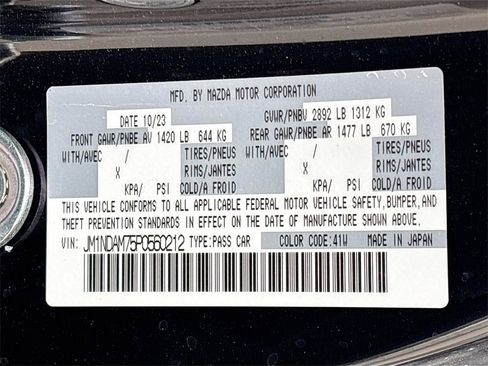 MFD. BY MAZDA MOTOR CORPORATION
DATE 10/23 GVWR/PNBV 2892 LB 1312 KG
FRONT GAWR/PNBE AV 1420 LB 644 KG REAR GAWR/PNBE AR 1477 LB 670 KG
WITH/AVEC / TIRES/PNEUS WITH/AVEC / TIRES/PNEUS
X RIMS/JANTES X RIMS/JANTES
KPA/ PSI COLD/A FROID KPA/ PSI COLD/A FROID
THIS VEHICLE CONFORMS TO ALL APPLICABLE FEDERAL MOTOR VEHICLE SAFETY, BUMPER, AND
THEFT PREVENTION STANDARDS IN EFFECT ON THE DATE OF MANUFACTURE SHOWN ABOVE.
VIN: JM1NDAM75P0560212 TYPE: PASS CAR COLOR CODE: 41W MADE IN JAPAN